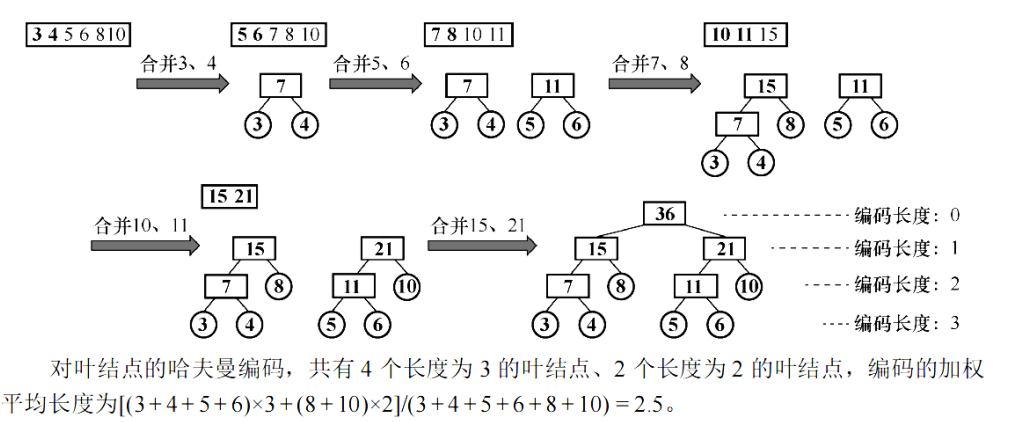 3 4 5 6 8 10
5 6 7 8 10
7 8 10 11
10 11 15
合并3、4
合并5、6
合并7、8
7
3 4
7 11
3 4 5 6
15 11
7 8 5 6
3 4
15 21
合并10、11
合并15、21
15 21
7 8 11 10
3 4 5 6
36 编码长度：0
15 21 编码长度：1
7 8 11 10 编码长度：2
3 4 5 6 编码长度：3
对叶结点的哈夫曼编码，共有 4 个长度为 3 的叶结点、2 个长度为 2 的叶结点，编码的加权
平均长度为[(3+4+5+6)×3+(8+10)×2]/(3+4+5+6+8+10) = 2.5。